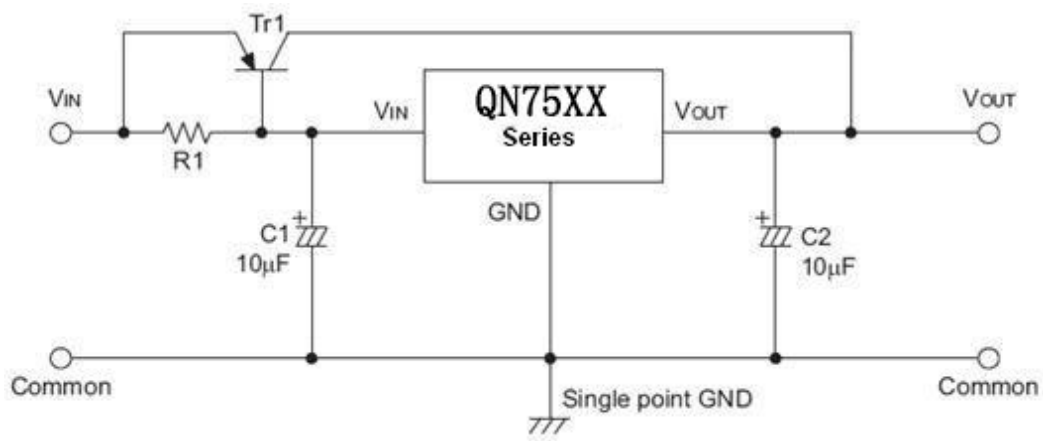 Tr1
VIN
R1
VIN
QN75XX
Series
VOUT
VOUT
GND
C1
10μF
C2
10μF
Common
Single point GND
Common